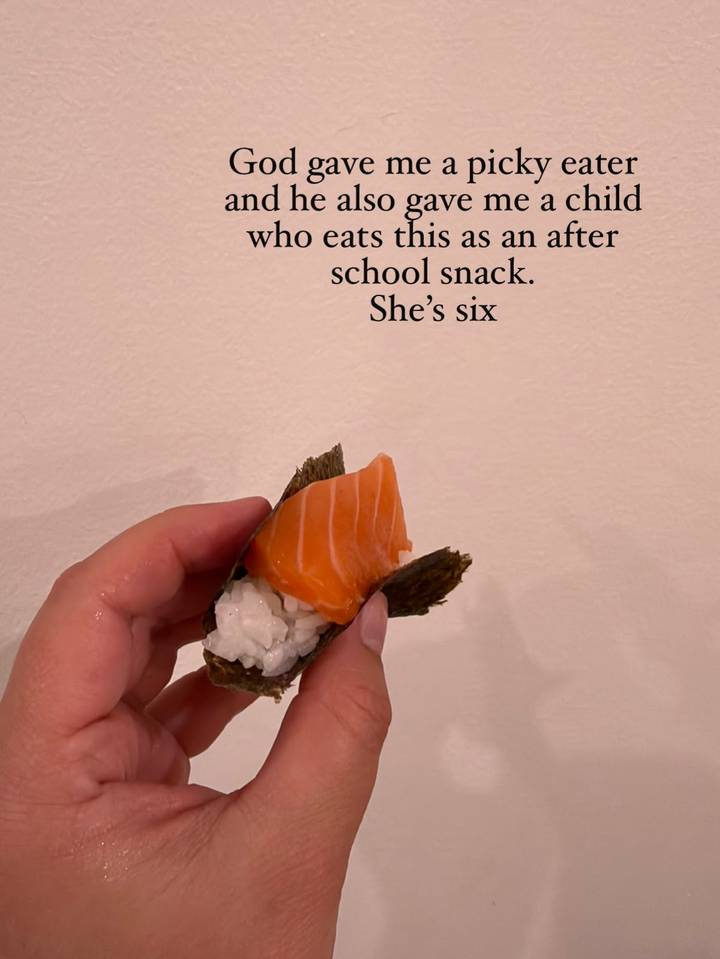 God gave me a picky eater
and he also gave me a child
who eats this as an after
school snack.
She’s six